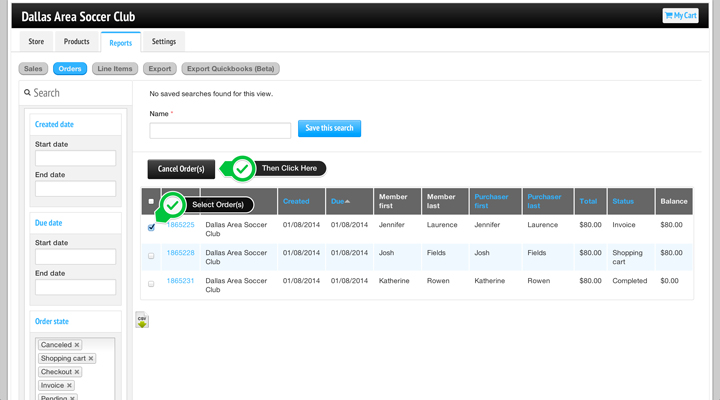 Dallas Area Soccer Club
My Cart
Store Products Reports Settings
Sales Orders Line Items Export Export Quickbooks (Beta)
Search
Created date
Start date
End date
Due date
Start date
End date
Order state
Canceled ×
Shopping cart ×
Checkout ×
Invoice ×
Pending ×
No saved searches found for this view.
Name *
Save this search
Cancel Order(s)
Then Click Here
Select Order(s)
Created Due Member first Member last Purchaser first Purchaser last Total Status Balance
1865225 Dallas Area Soccer Club 01/08/2014 01/08/2014 Jennifer Laurence Jennifer Laurence $80.00 Invoice $80.00
1865228 Dallas Area Soccer Club 01/08/2014 01/08/2014 Josh Fields Josh Fields $80.00 Shopping cart $80.00
1865231 Dallas Area Soccer Club 01/08/2014 01/08/2014 Katherine Rowen Katherine Rawen $80.00 Completed $0.00
CSV